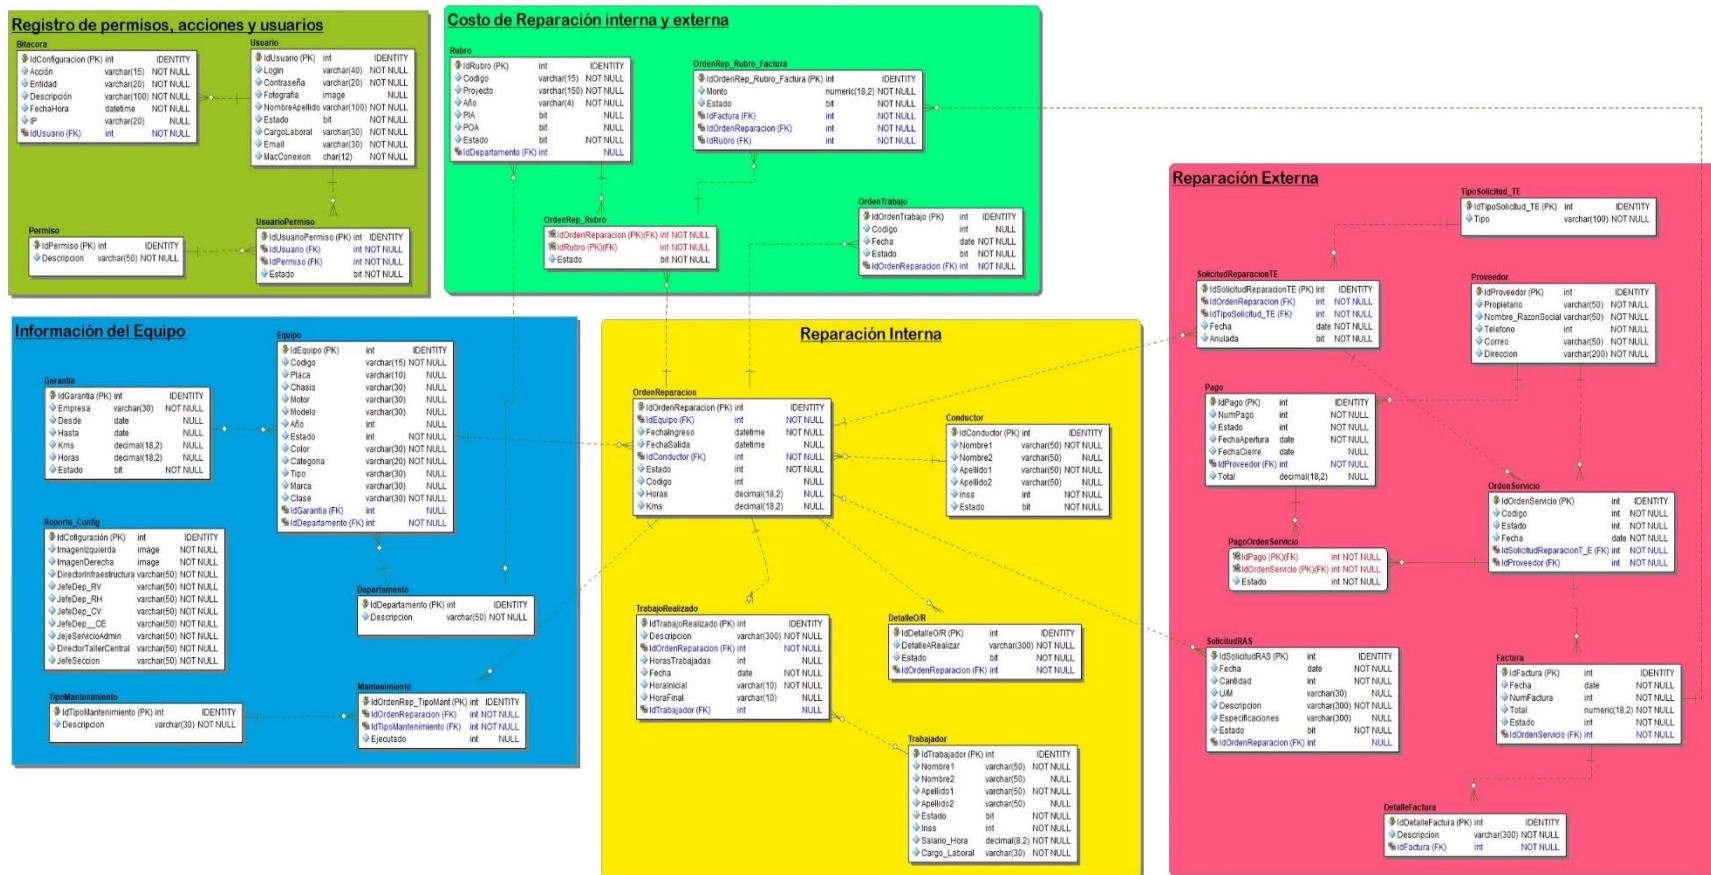 Registro de permisos, acciones y usuarios
Bitacora
IdConfiguracion (PK) int IDENTITY
Acción varchar(15) NOT NULL
Entidad varchar(20) NOT NULL
Descripción varchar(100) NOT NULL
FechaHora datetime NOT NULL
IP varchar(20) NULL
IdUsuario (FK) int NOT NULL
Usuario
IdUsuario (PK) int IDENTITY
Login varchar(40) NOT NULL
Contraseña varchar(20) NOT NULL
Fotografia image NULL
NombreApellido varchar(100) NOT NULL
Estado bit NOT NULL
CargoLaboral varchar(30) NOT NULL
Email varchar(30) NOT NULL
MacConexion char(12) NOT NULL
Permiso
IdPermiso (PK) int IDENTITY
Descripcion varchar(50) NOT NULL
UsuarioPermiso
IdUsuarioPermiso (PK) int IDENTITY
IdUsuario (FK) int NOT NULL
IdPermiso (FK) int NOT NULL
Estado bit NOT NULL
Costo de Reparación interna y externa
Rubro
IdRubro (PK) int IDENTITY
Codigo varchar(15) NOT NULL
Proyecto varchar(150) NOT NULL
Año varchar(4) NOT NULL
PIA bit NULL
POA bit NULL
Estado bit NOT NULL
IdDepartamento (FK) int NULL
OrdenRep_Rubro_Factura
IdOrdenRep_Rubro_Factura (PK) int IDENTITY
Monto numeric(18,2) NOT NULL
Estado bit NOT NULL
IdFactura (FK) int NOT NULL
IdOrdenReparacion (FK) int NOT NULL
IdRubro (FK) int NOT NULL
OrdenRep_Rubro
IdOrdenReparacion (PK)(FK) int NOT NULL
IdRubro (PK)(FK) int NOT NULL
Estado bit NOT NULL
OrdenTrabajo
IdOrdenTrabajo (PK) int IDENTITY
Codigo int NULL
Fecha date NOT NULL
Estado bit NOT NULL
IdOrdenReparacion (FK) int NOT NULL
Información del Equipo
Garantia
IdGarantia (PK) int IDENTITY
Empresa varchar(30) NOT NULL
Desde date NULL
Hasta date NULL
Kms decimal(18,2) NULL
Horas decimal(18,2) NULL
Estado bit NOT NULL
Equipo
IdEquipo (PK) int IDENTITY
Codigo varchar(15) NOT NULL
Placa varchar(10) NULL
Chasis varchar(30) NULL
Motor varchar(30) NULL
Modelo varchar(30) NULL
Año int NULL
Estado int NOT NULL
Color varchar(30) NOT NULL
Categoria varchar(20) NOT NULL
Tipo varchar(30) NULL
Marca varchar(30) NULL
Clase varchar(30) NOT NULL
IdGarantia (FK) int NULL
IdDepartamento (FK) int NOT NULL
Reporte_Config
IdCofiguración (PK) int IDENTITY
ImagenIzquierda image NOT NULL
ImagenDerecha image NOT NULL
DirectorInfraestructura varchar(50) NOT NULL
JefeDep_RV varchar(50) NOT NULL
JefeDep_RH varchar(50) NOT NULL
JefeDep_CV varchar(50) NOT NULL
JefeDep__CE varchar(50) NOT NULL
JejeServicioAdmin varchar(50) NOT NULL
DirectorTallerCentral varchar(50) NOT NULL
JefeSeccion varchar(50) NOT NULL
Departamento
IdDepartamento (PK) int IDENTITY
Descripcion varchar(50) NOT NULL
TipoMantenimiento
IdTipoMantenimiento (PK) int IDENTITY
Descripcion varchar(30) NOT NULL
Mantenimiento
IdOrdenRep_TipoMant (PK) int IDENTITY
IdOrdenReparacion (FK) int NOT NULL
IdTipoMantenimiento (FK) int NOT NULL
Ejecutado int NULL
Reparación Interna
OrdenReparacion
IdOrdenReparacion (PK) int IDENTITY
IdEquipo (FK) int NOT NULL
FechaIngreso datetime NOT NULL
FechaSalida datetime NULL
IdConductor (FK) int NOT NULL
Estado int NOT NULL
Codigo int NULL
Horas decimal(18,2) NULL
Kms decimal(18,2) NULL
Conductor
IdConductor (PK) int IDENTITY
Nombre1 varchar(50) NOT NULL
Nombre2 varchar(50) NULL
Apellido1 varchar(50) NOT NULL
Apellido2 varchar(50) NULL
Inss int NOT NULL
Estado bit NOT NULL
TrabajoRealizado
IdTrabajoRealizado (PK) int IDENTITY
Descripcion varchar(300) NOT NULL
IdOrdenReparacion (FK) int NOT NULL
HorasTrabajadas int NULL
Fecha date NOT NULL
HoraInicial varchar(10) NOT NULL
HoraFinal varchar(10) NULL
IdTrabajador (FK) int NULL
DetalleO/R
IdDetalleO/R (PK) int IDENTITY
DetalleARealizar varchar(300) NOT NULL
Estado bit NOT NULL
IdOrdenReparacion (FK) int NOT NULL
Trabajador
IdTrabajador (PK) int IDENTITY
Nombre1 varchar(50) NOT NULL
Nombre2 varchar(50) NULL
Apellido1 varchar(50) NOT NULL
Apellido2 varchar(50) NULL
Estado bit NOT NULL
Inss int NOT NULL
Salario_Hora decimal(8,2) NOT NULL
Cargo_Laboral varchar(30) NOT NULL
Reparación Externa
TipoSolicitud_TE
IdTipoSolicitud_TE (PK) int IDENTITY
Tipo varchar(100) NOT NULL
SolicitudReparacionTE
IdSolicitudReparacionTE (PK) int IDENTITY
IdOrdenReparacion (FK) int NOT NULL
IdTipoSolicitud_TE (FK) int NOT NULL
Fecha date NOT NULL
Anulada bit NOT NULL
Proveedor
IdProveedor (PK) int IDENTITY
Propietario varchar(50) NOT NULL
Nombre_RazonSocial varchar(50) NOT NULL
Telefono int NOT NULL
Correo varchar(50) NOT NULL
Direccion varchar(200) NOT NULL
Pago
IdPago (PK) int IDENTITY
NumPago int NOT NULL
Estado int NOT NULL
FechaApertura date NOT NULL
FechaCierre date NULL
IdProveedor (FK) int NOT NULL
Total decimal(18,2) NULL
OrdenServicio
IdOrdenServicio (PK) int IDENTITY
Codigo int NOT NULL
Estado int NOT NULL
Fecha date NOT NULL
IdSolicitudReparacionT_E (FK) int NOT NULL
IdProveedor (FK) int NOT NULL
PagoOrdenServicio
IdPago (PK)(FK) int NOT NULL
IdOrdenServicio (PK)(FK) int NOT NULL
Estado int NOT NULL
SolicitudRAS
IdSolicitudRAS (PK) int IDENTITY
Fecha date NOT NULL
Cantidad int NOT NULL
U/M varchar(30) NULL
Descripcion varchar(300) NOT NULL
Especificaciones varchar(300) NULL
Estado bit NOT NULL
IdOrdenReparacion (FK) int NULL
Factura
IdFactura (PK) int IDENTITY
Fecha date NOT NULL
NumFactura int NOT NULL
Total numeric(18,2) NOT NULL
Estado int NOT NULL
IdOrdenServicio (FK) int NOT NULL
DetalleFactura
IdDetalleFactura (PK) int IDENTITY
Descripcion varchar(300) NOT NULL
IdFactura (FK) int NOT NULL